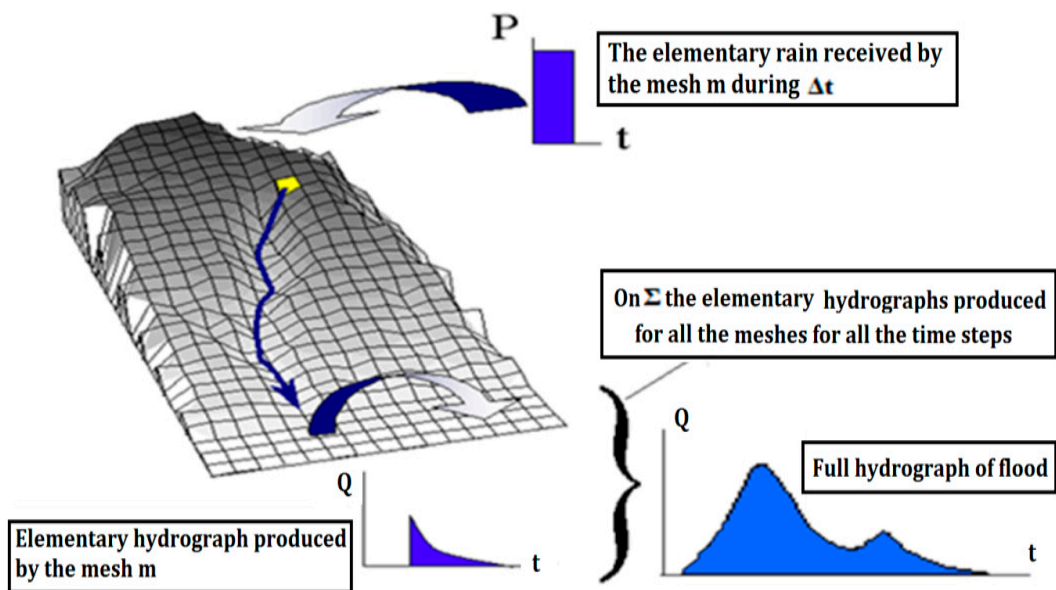 P
The elementary rain received by
the mesh m during Δt
t
On Σ the elementary hydrographs produced
for all the meshes for all the time steps
Q
Full hydrograph of flood
t
Q
Elementary hydrograph produced
by the mesh m
t